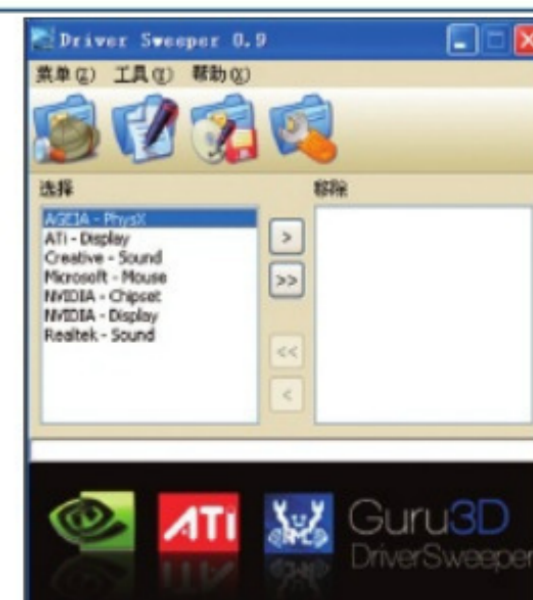 Driver Sweeper 0.9
菜单(Z) 工具(Y) 帮助(X)
选择
移除
AGEIA - PhysX
ATi - Display
Creative - Sound
Microsoft - Mouse
NVIDIA - Chipset
NVIDIA - Display
Realtek - Sound
>
>>
<<
<
ATi
Guru3D
DriverSweeper